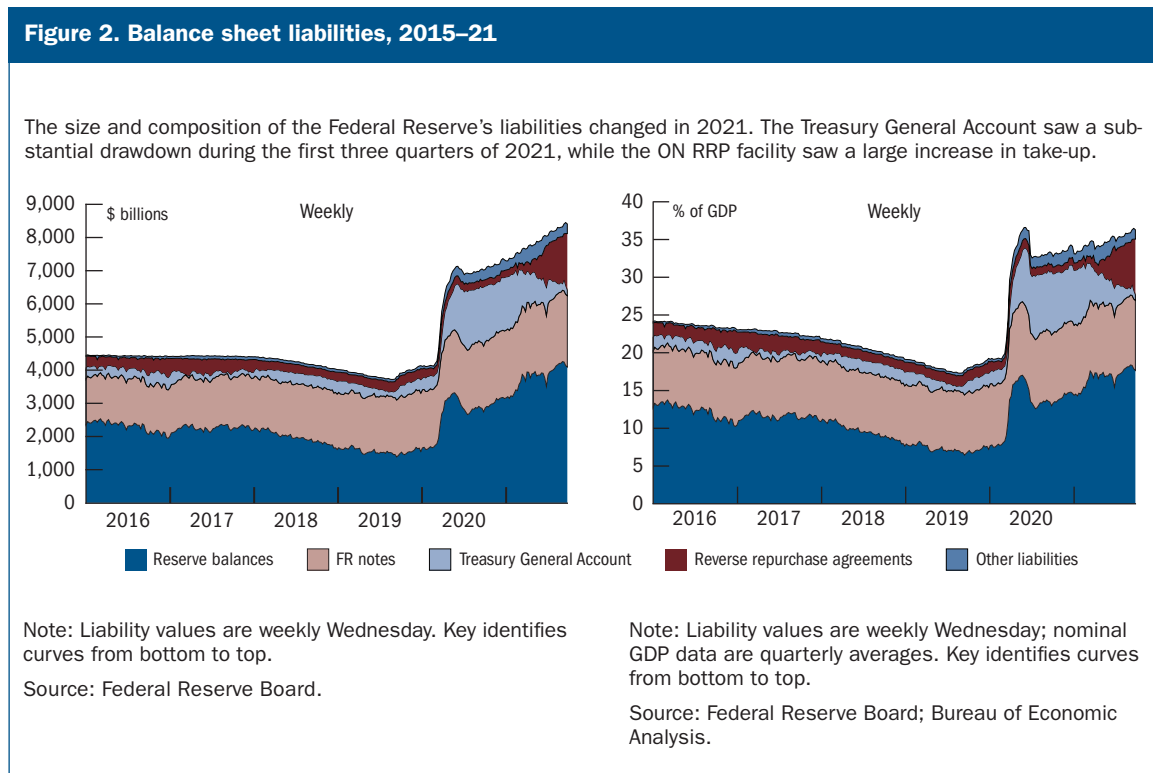 Figure 2. Balance sheet liabilities, 2015–21
The size and composition of the Federal Reserve’s liabilities changed in 2021. The Treasury General Account saw a sub-
stantial drawdown during the first three quarters of 2021, while the ON RRP facility saw a large increase in take-up.
$ billions
Weekly
9,000
8,000
7,000
6,000
5,000
4,000
3,000
2,000
1,000
0
2016 2017 2018 2019 2020
% of GDP
Weekly
40
35
30
25
20
15
10
5
0
2016 2017 2018 2019 2020
Reserve balances FR notes Treasury General Account Reverse repurchase agreements Other liabilities
Note: Liability values are weekly Wednesday. Key identifies
curves from bottom to top.
Source: Federal Reserve Board.
Note: Liability values are weekly Wednesday; nominal
GDP data are quarterly averages. Key identifies curves
from bottom to top.
Source: Federal Reserve Board; Bureau of Economic
Analysis.